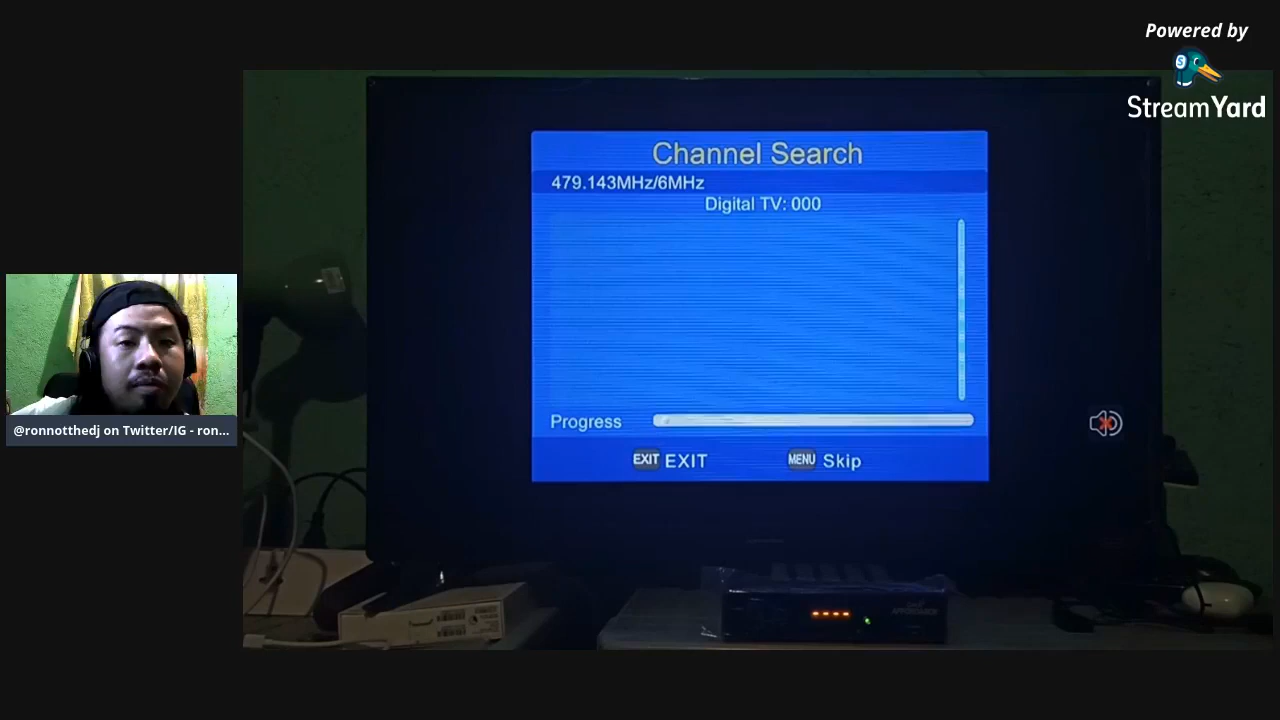 Powered by
S
StreamYard
Channel Search
479.143MHz/6MHz
Digital TV: 000
Progress
EXIT EXIT
MENU Skip
@ronnotthedj on Twitter/IG - ron...